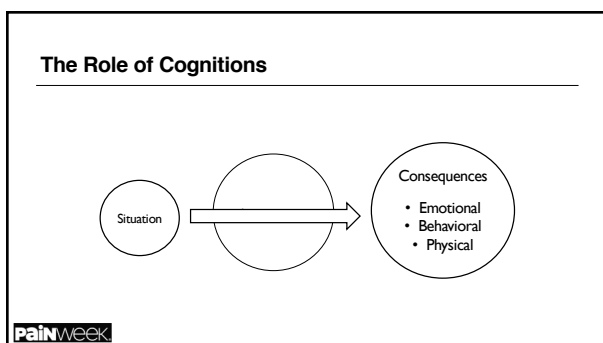 The Role of Cognitions
Situation
Consequences
• Emotional
• Behavioral
• Physical
PAINWEEK.